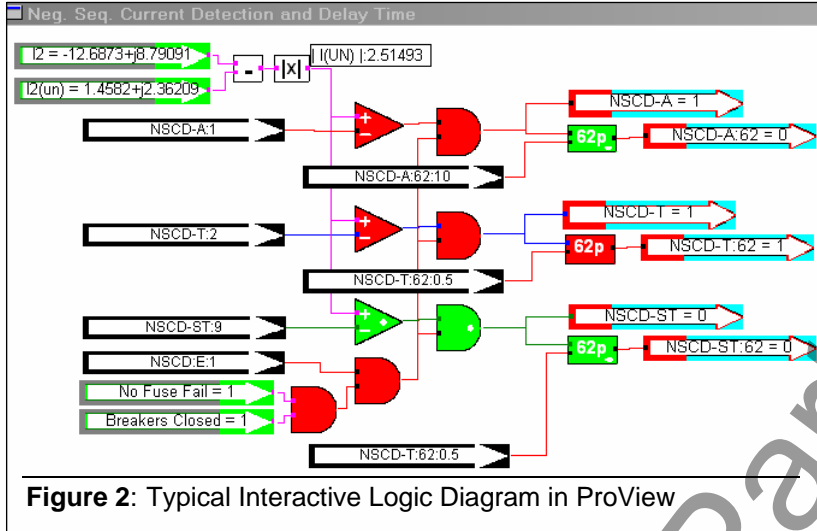 Neg. Seq. Current Detection and Delay Time
I2 = -12.6873+j8.79091
I2(un) = 1.4582+j2.36209
-
|X|
| I(UN) |:2.51493
NSCD-A:1
+
−
NSCD-A = 1
62p
NSCD-A:62 = 0
NSCD-A:62:10
NSCD-T:2
+
−
NSCD-T = 1
62p
NSCD-T:62 = 1
NSCD-T:62:0.5
NSCD-ST:9
+
−
NSCD-ST = 0
62p
NSCD-ST:62 = 0
NSCD:E:1
No Fuse Fail = 1
Breakers Closed = 1
NSCD-T:62:0.5
Figure 2: Typical Interactive Logic Diagram in ProView